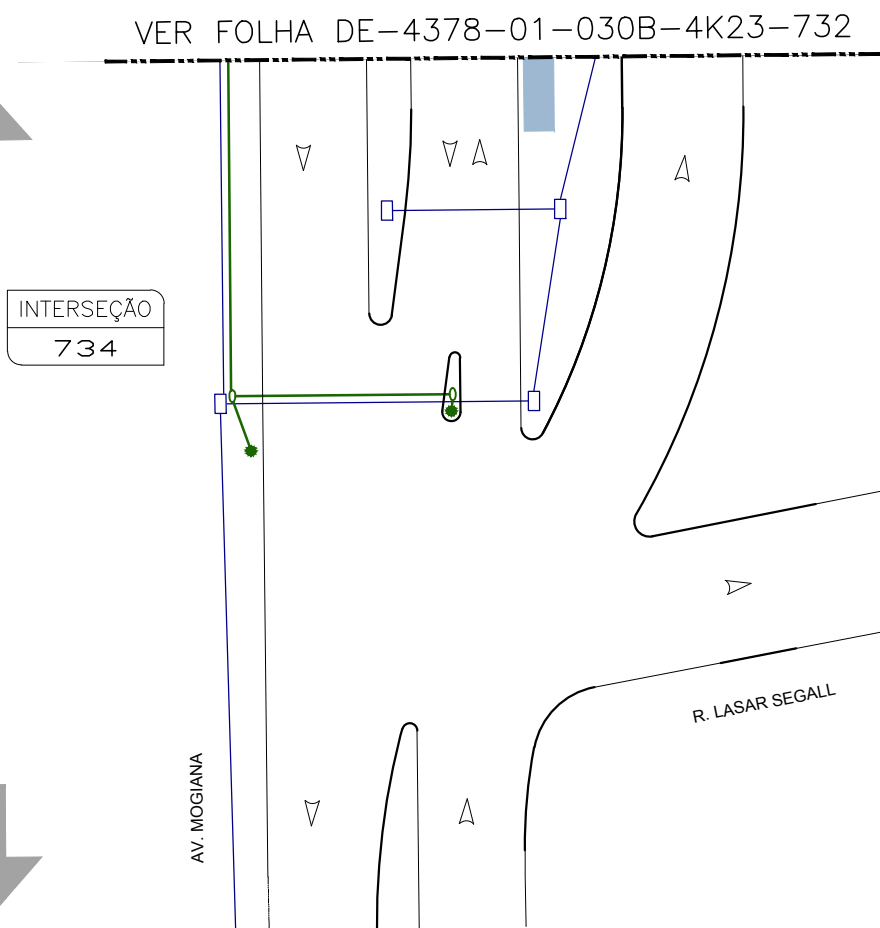 VER FOLHA DE-4378-01-030B-4K23-732
INTERSEÇÃO
734
R. LASAR SEGALL
AV. MOGIANA